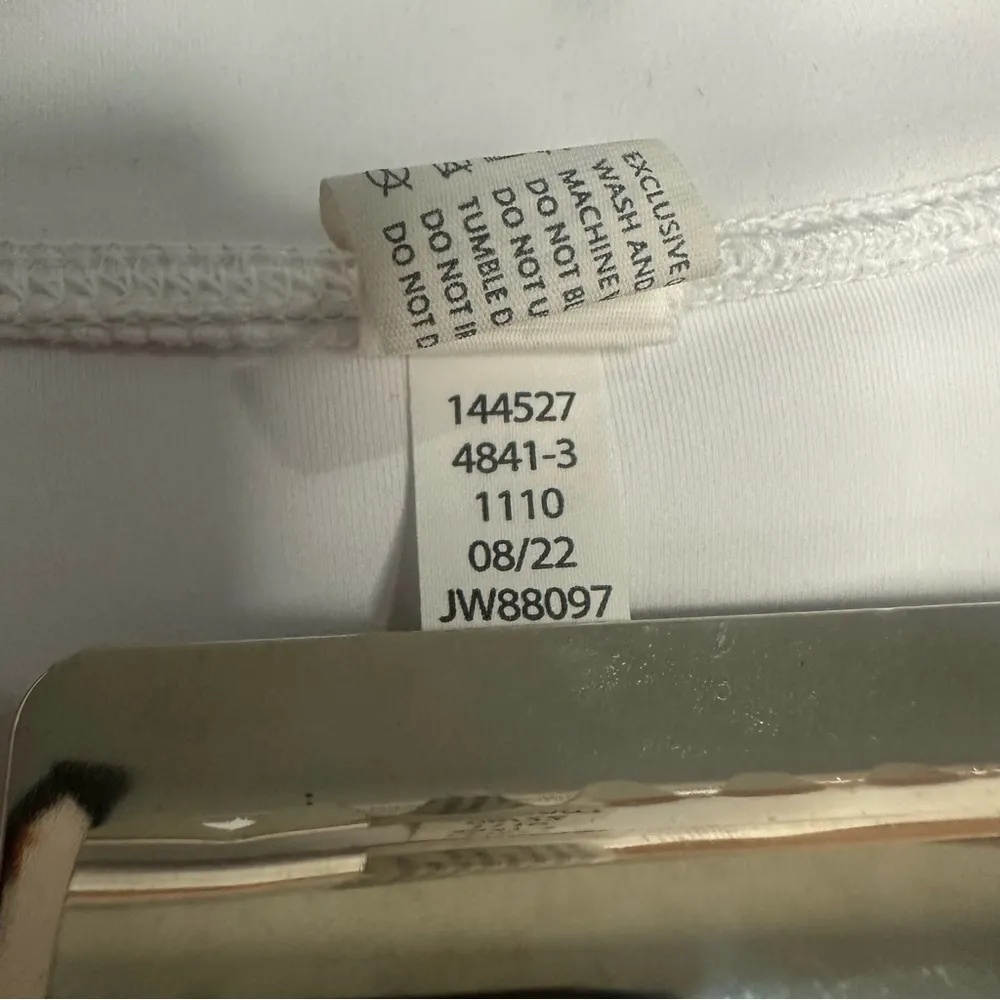 EXCLUSIVE
WASH AND
MACHINE
DO NOT
DO NOT
TUMBLE
DO NOT
DO NOT
144527
4841-3
1110
08/22
JW88097